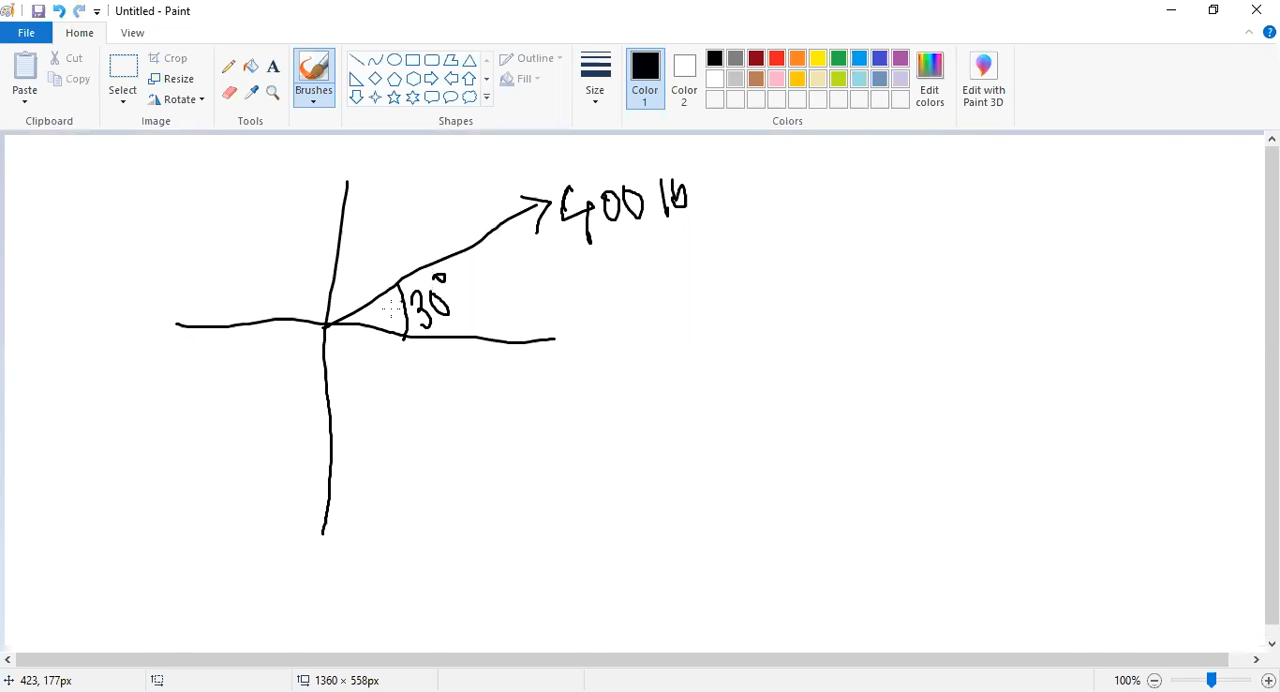 Untitled - Paint
File Home View
Paste Cut Copy
Select Crop Resize Rotate
Brushes
Outline Fill
Size
Color 1 Color 2
Edit colors
Edit with Paint 3D
Clipboard Image Tools Shapes Colors
400 lb
30°
423, 177px 1360 × 558px 100%